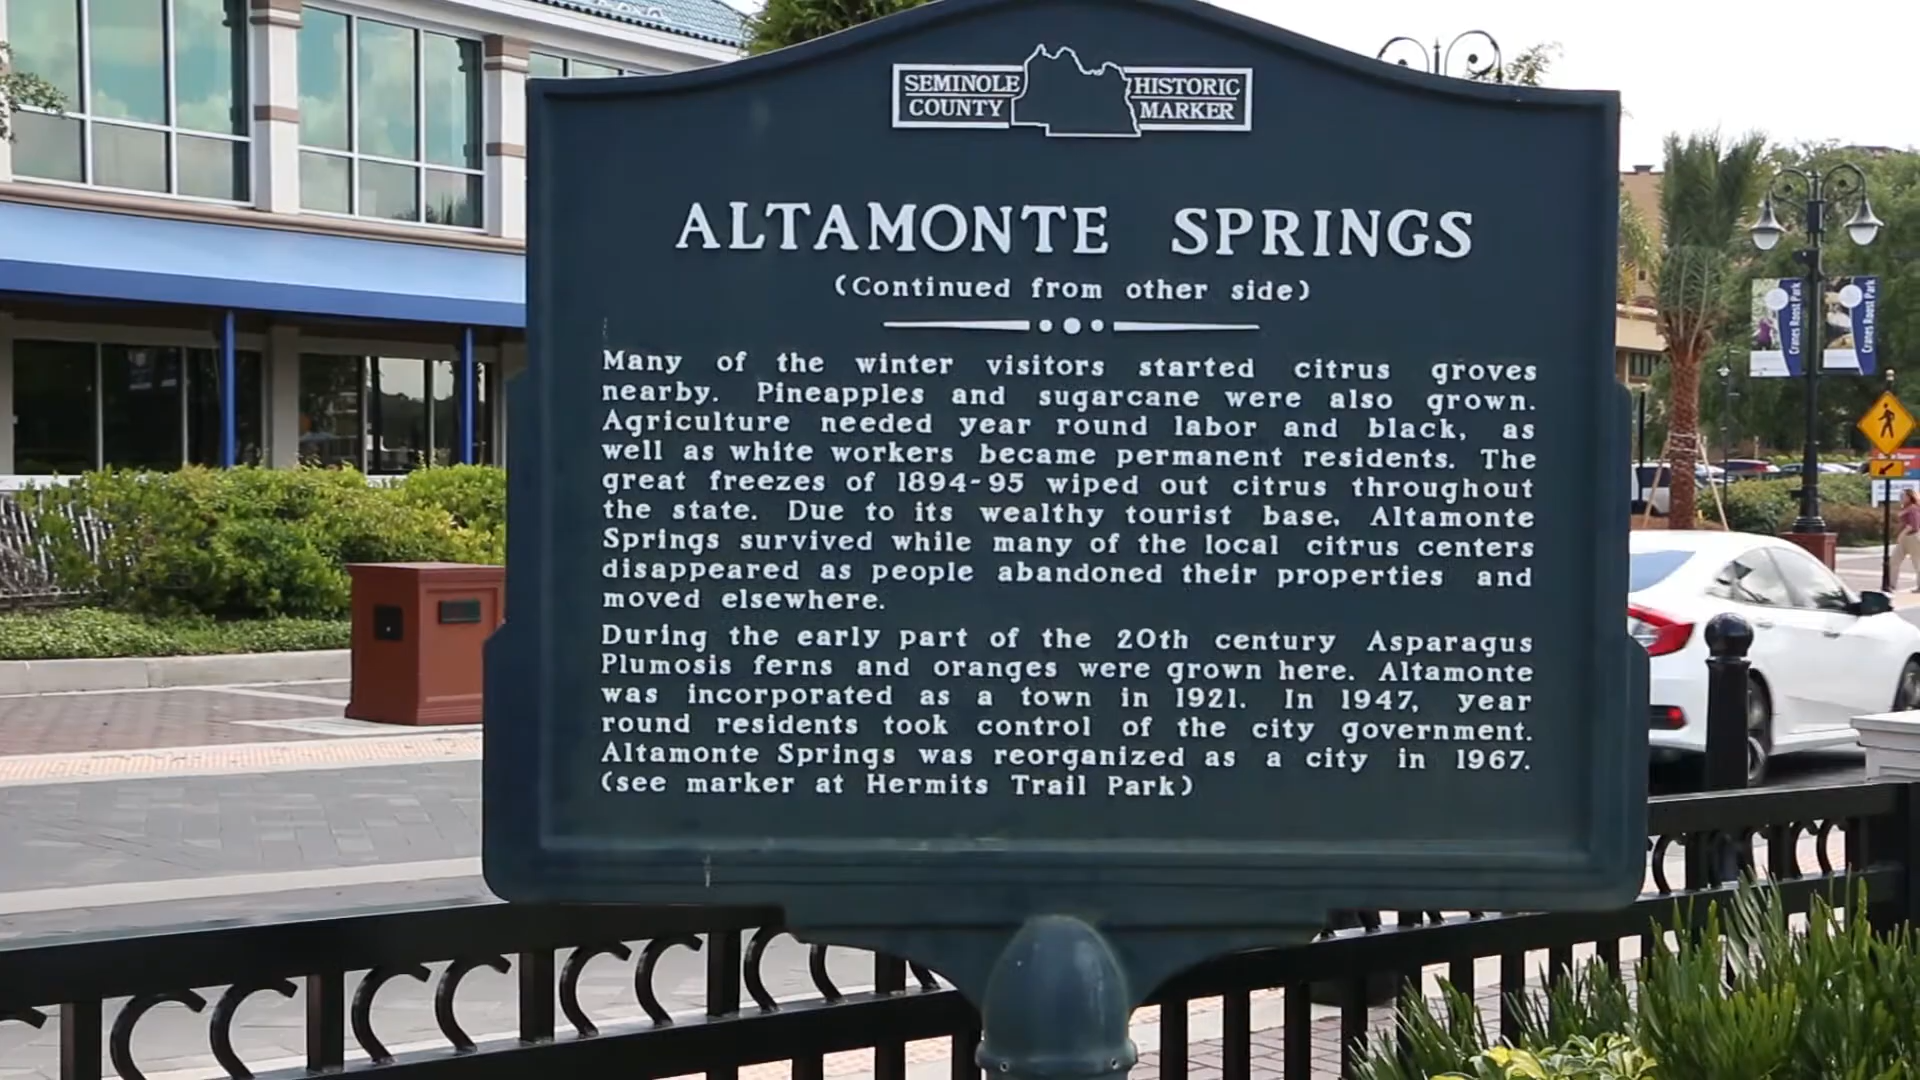 SEMINOLE COUNTY HISTORIC MARKER
ALTAMONTE SPRINGS
(Continued from other side)
Many of the winter visitors started citrus groves
nearby. Pineapples and sugarcane were also grown.
Agriculture needed year round labor and black, as
well as white workers became permanent residents. The
great freezes of 1894-95 wiped out citrus throughout
the state. Due to its wealthy tourist base, Altamonte
Springs survived while many of the local citrus centers
disappeared as people abandoned their properties and
moved elsewhere.
During the early part of the 20th century Asparagus
Plumosis ferns and oranges were grown here. Altamonte
was incorporated as a town in 1921. In 1947, year
round residents took control of the city government.
Altamonte Springs was reorganized as a city in 1967.
(see marker at Hermits Trail Park)
Cranes Roost Park
Cranes Roost Park